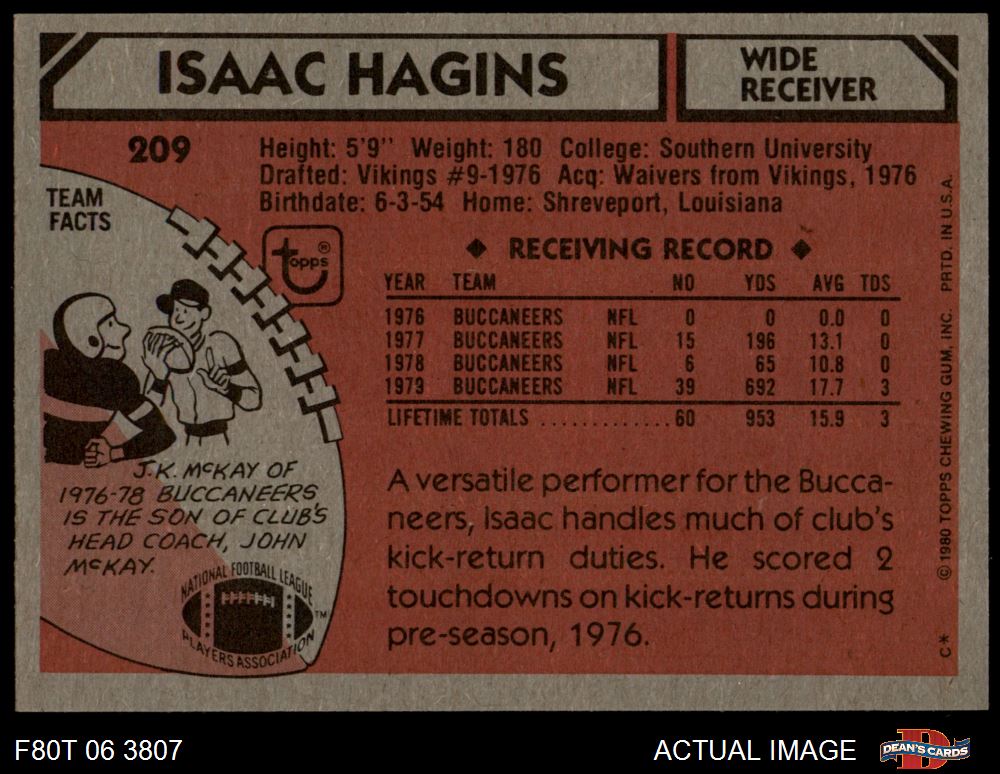 ISAAC HAGINS
WIDE
RECEIVER
209
Height: 5'9" Weight: 180 College: Southern University
Drafted: Vikings #9-1976 Acq: Waivers from Vikings, 1976
Birthdate: 6-3-54 Home: Shreveport, Louisiana
TEAM
FACTS
topps®
◆ RECEIVING RECORD ◆
YEAR TEAM NO YDS AVG TDS
1976 BUCCANEERS NFL 0 0 0.0 0
1977 BUCCANEERS NFL 15 196 13.1 0
1978 BUCCANEERS NFL 6 65 10.8 0
1979 BUCCANEERS NFL 39 692 17.7 3
LIFETIME TOTALS ............. 60 953 15.9 3
J.K. McKAY OF
1976-78 BUCCANEERS
IS THE SON OF CLUB'S
HEAD COACH, JOHN
McKAY.
NATIONAL FOOTBALL LEAGUE
PLAYERS ASSOCIATION
™
A versatile performer for the Bucca-
neers, Isaac handles much of club's
kick-return duties. He scored 2
touchdowns on kick-returns during
pre-season, 1976.
C* © 1980 TOPPS CHEWING GUM, INC. PRTD. IN U.S.A.
F80T 06 3807
ACTUAL IMAGE
D
DEAN'S CARDS